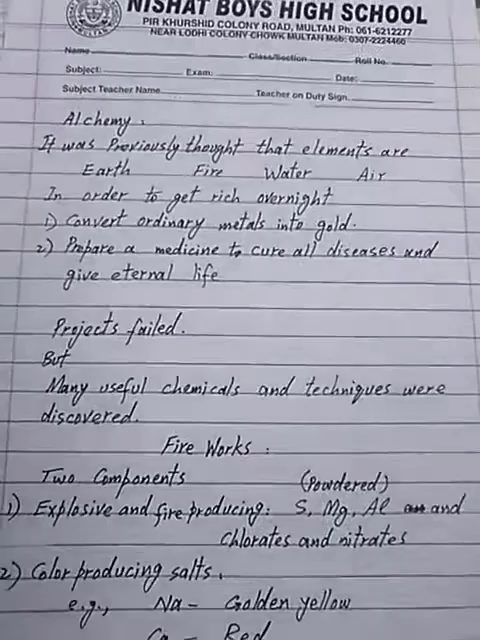 NISHAT BOYS HIGH SCHOOL
PIR KHURSHID COLONY ROAD, MULTAN Ph: 061-6212277
NEAR LODHI COLONY CHOWK MULTAN Mob: 0307-2224466
Name Class/Section Roll No.
Subject: Exam: Date:
Subject Teacher Name Teacher on Duty Sign.
Alchemy:
It was Previously thought that elements are
Earth Fire Water Air
In order to get rich overnight
1) Convert ordinary metals into gold.
2) Prepare a medicine to cure all diseases and
give eternal life
Projects failed.
But
Many useful chemicals and techniques were
discovered.
Fire Works:
Two Components (Powdered)
1) Explosive and fire producing: S, Mg, Al and
Chlorates and nitrates
2) Color producing salts.
e.g., Na - Golden yellow
Ca - Red